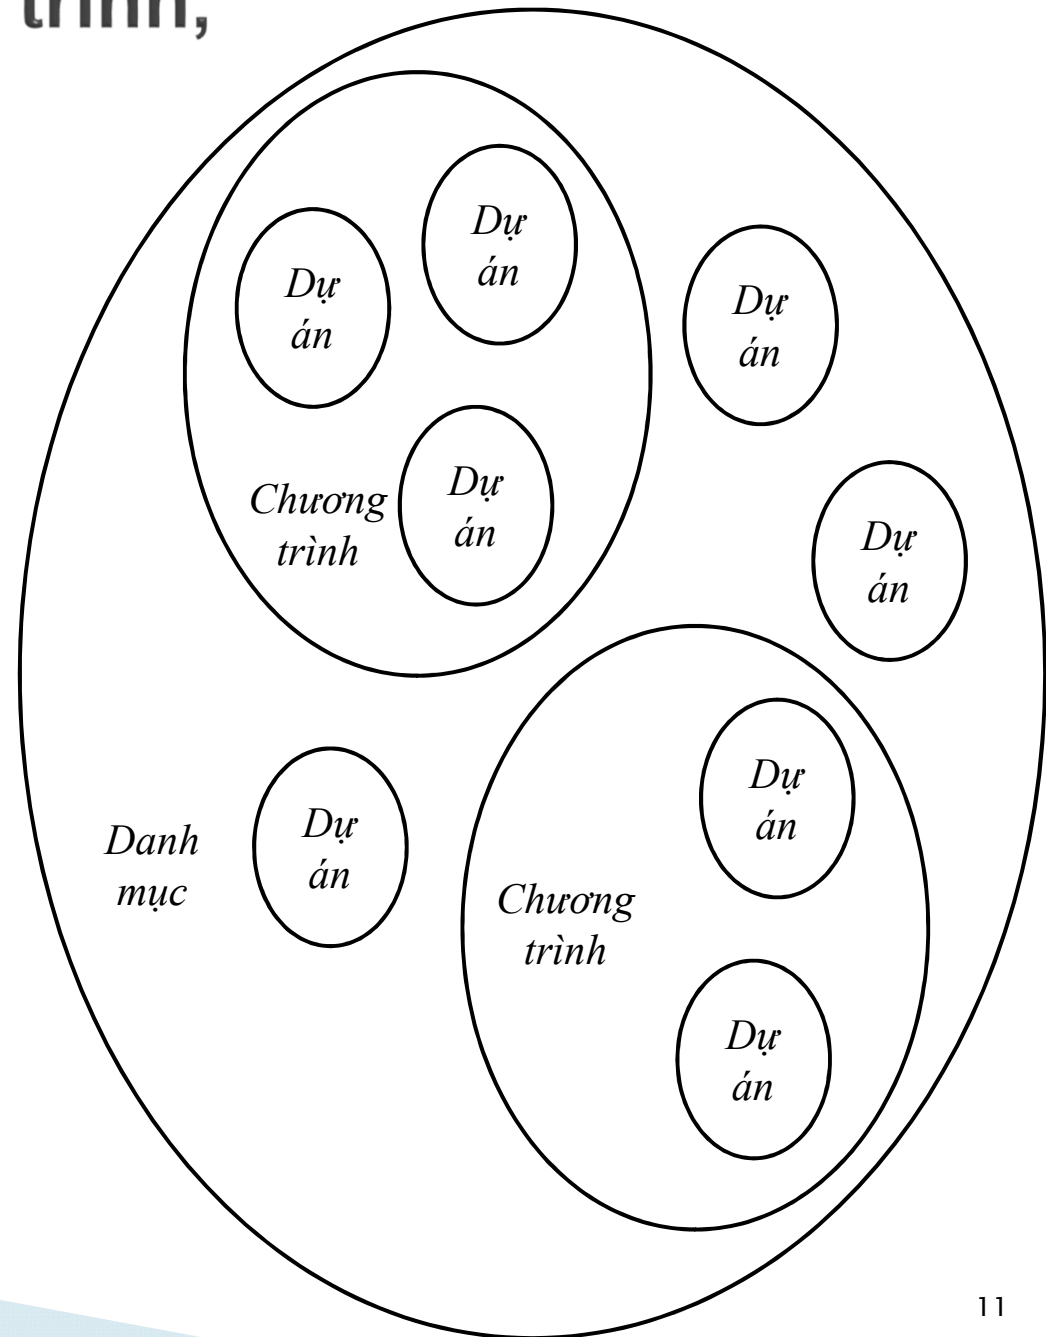 trình,
Dự
án
Dự
án
Dự
án
Chương
trình
Dự
án
Dự
án
Danh
mục
Dự
án
Chương
trình
Dự
án
Dự
án
11